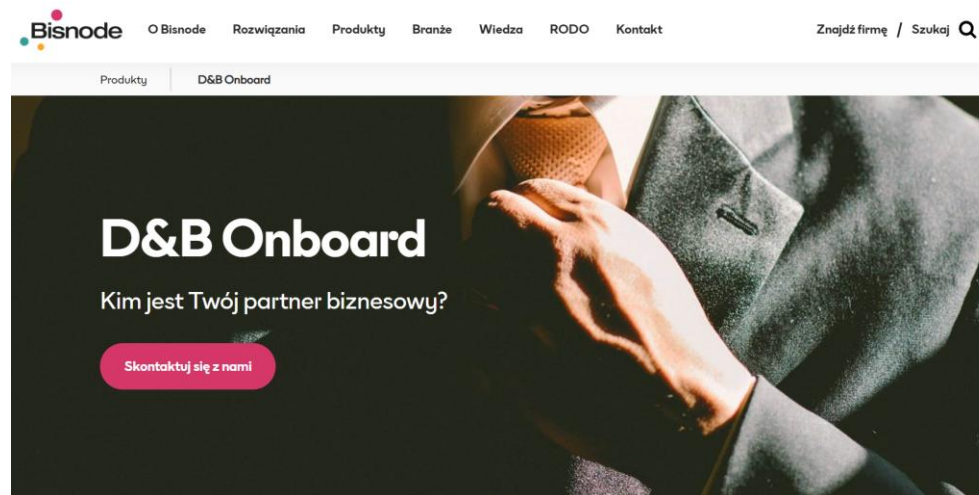 Bisnode
O Bisnode Rozwiązania Produkty Branże Wiedza RODO Kontakt
Znajdź firmę / Szukaj
Produkty D&B Onboard
D&B Onboard
Kim jest Twój partner biznesowy?
Skontaktuj się z nami